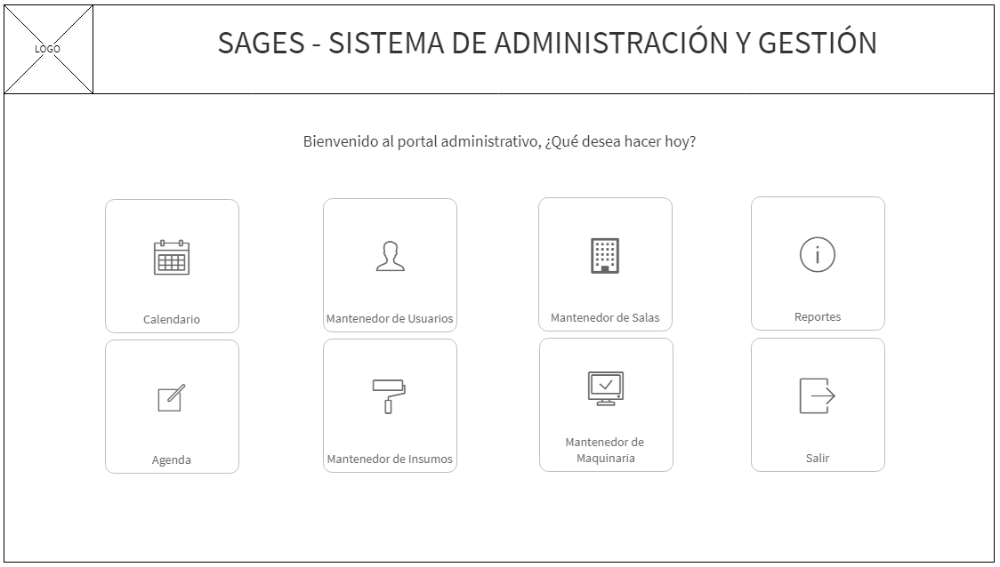 LOGO
SAGES - SISTEMA DE ADMINISTRACIÓN Y GESTIÓN
Bienvenido al portal administrativo, ¿Qué desea hacer hoy?
Calendario
Mantenedor de Usuarios
Mantenedor de Salas
Reportes
Agenda
Mantenedor de Insumos
Mantenedor de
Maquinaria
Salir